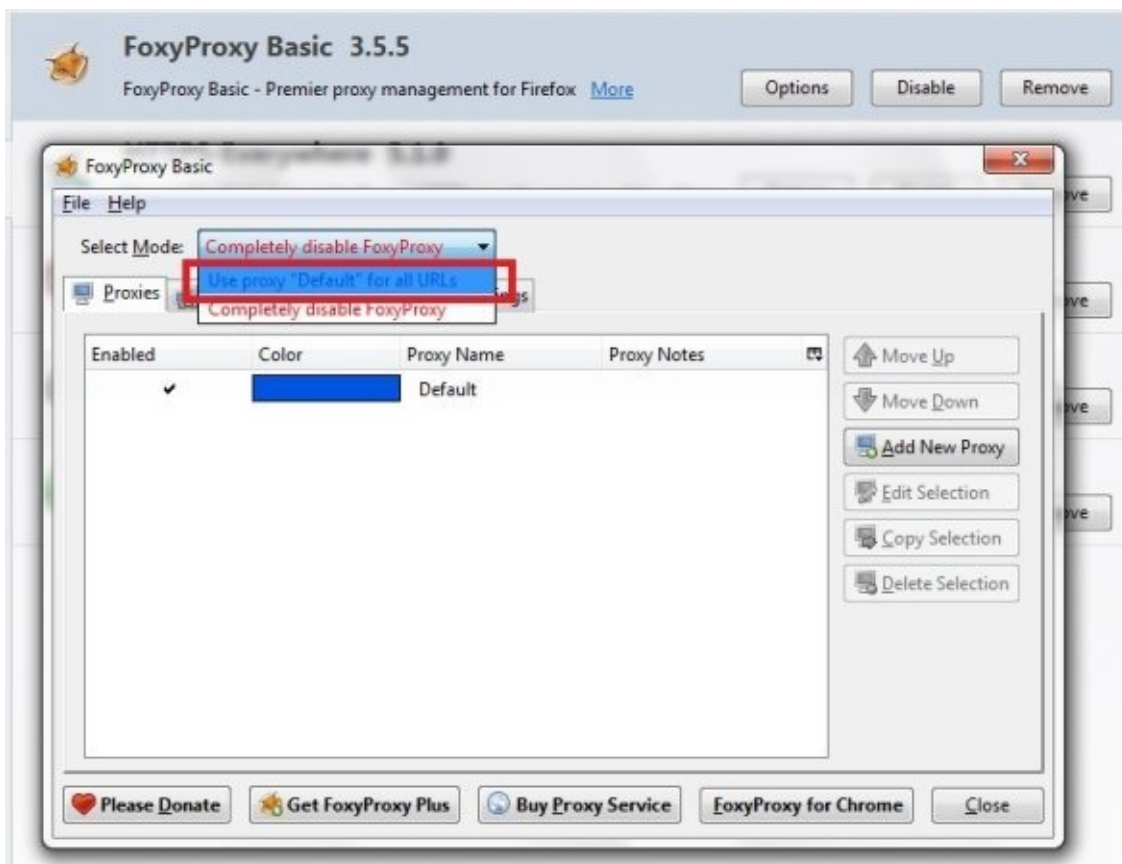 FoxyProxy Basic 3.5.5
FoxyProxy Basic - Premier proxy management for Firefox More
Options Disable Remove
Everywhere
FoxyProxy Basic
File Help
Select Mode: Completely disable FoxyProxy
Use proxy "Default" for all URLs
Completely disable FoxyProxy
Proxies
Enabled Color Proxy Name Proxy Notes
Default
Move Up
Move Down
Add New Proxy
Edit Selection
Copy Selection
Delete Selection
Please Donate Get FoxyProxy Plus Buy Proxy Service FoxyProxy for Chrome Close